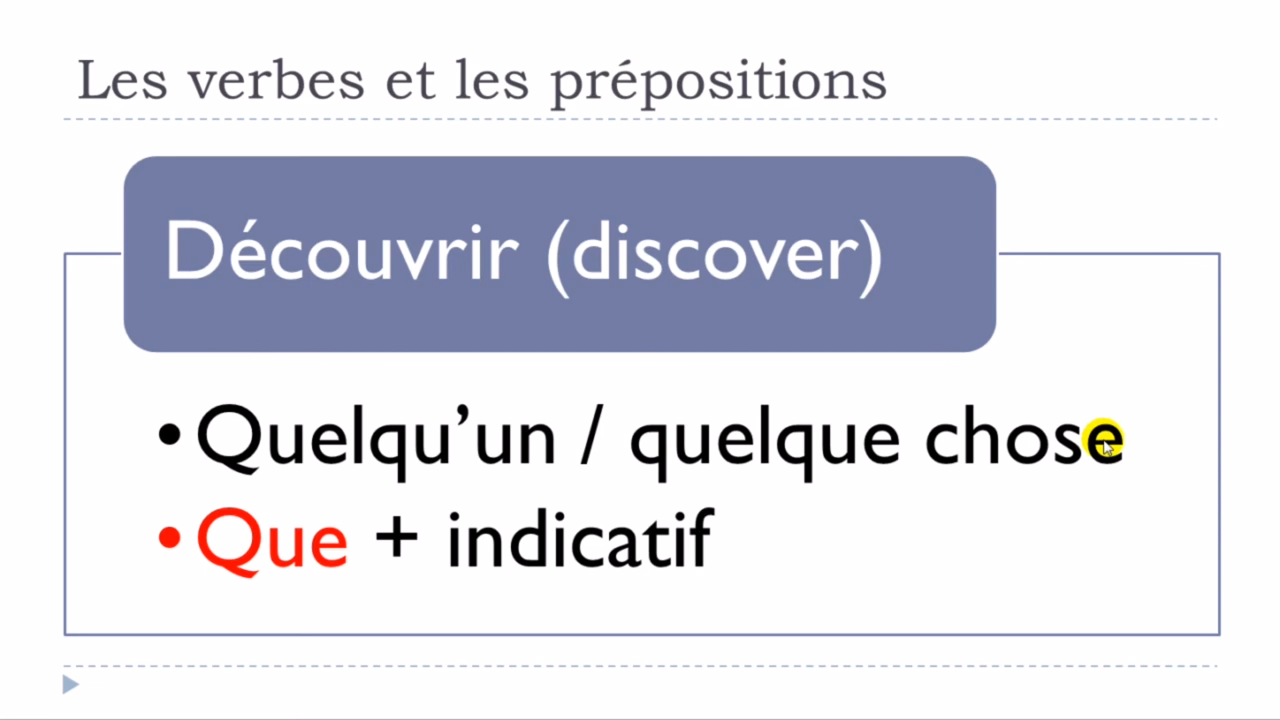 Les verbes et les prépositions
Découvrir (discover)
• Quelqu’un / quelque chose
• Que + indicatif